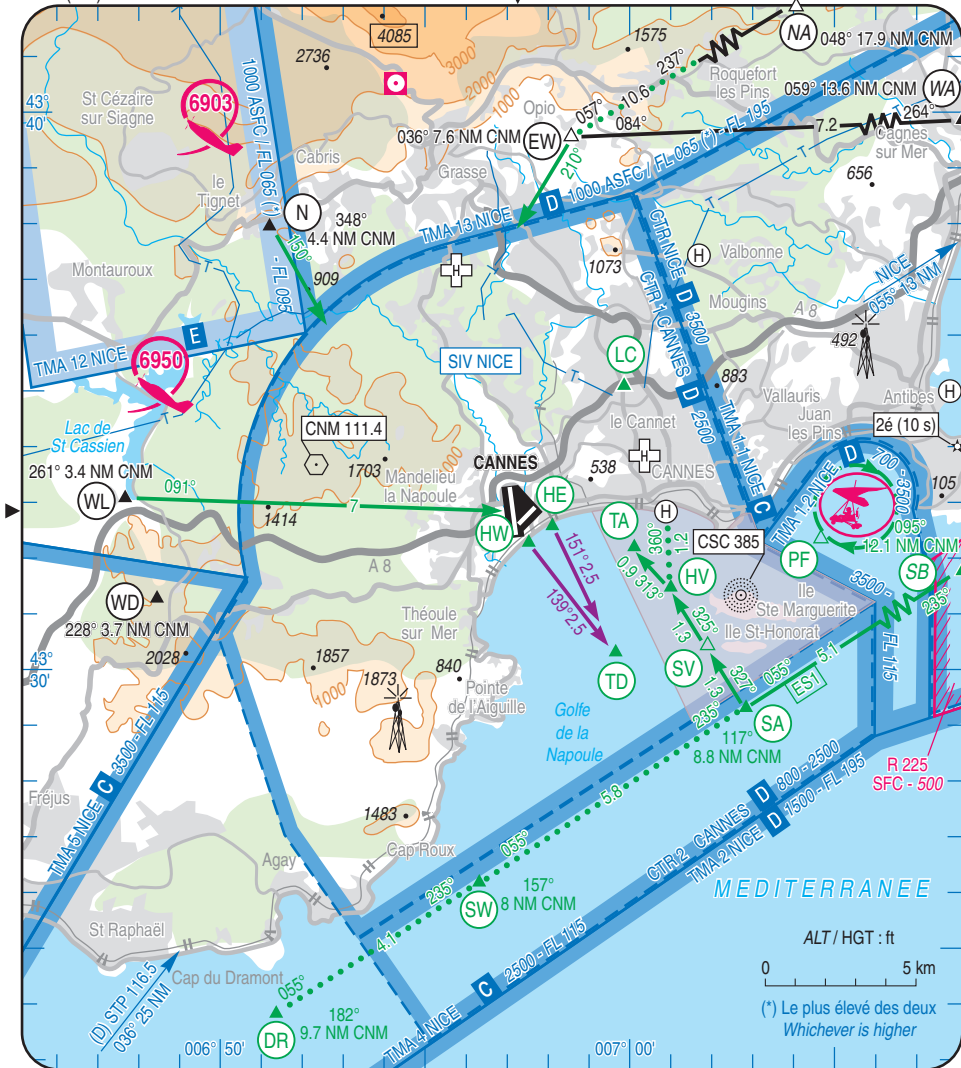 4085
1575
NA
048° 17.9 NM CNM
2736
3000
2000
1000
237°
Roquefort
les Pins
059° 13.6 NM CNM
WA
43°
40'
St Cézaire
sur Siagne
6903
1000 ASFC / FL 065 (*)
- FL 095
Opio
057°
10.6
036° 7.6 NM CNM
EW
084°
7.2
264°
Cagnes
sur Mer
Cabris
Grasse
210°
D
1000 ASFC / FL 065 (*) - FL 195
TMA 13 NICE
656
le
Tignet
N
348°
4.4 NM CNM
150°
909
H
1073
CTR NICE
D
3500
CTR 1 CANNES
D
2500
H
Valbonne
NICE
055° 13 NM
Montauroux
Mougins
A 8
E
TMA 12 NICE
6950
SIV NICE
LC
492
883
TMA 1.1 NICE
C
Vallauris
Juan
les Pins
Antibes
H
2é (10 s)
Lac de
St Cassien
CNM 111.4
le Cannet
H
1703
Mandelieu
la Napoule
CANNES
538
CANNES
D
700 - 3500
TMA 1.2 NICE
105
261° 3.4 NM CNM
WL
091°
7
1414
HW
HE
TA
H
360°
1.2
CSC 385
PF
095°
12.1 NM CNM
3500 -
FL 115
SB
235°
A 8
151° 2.5
139° 2.5
0.9
313°
HV
325°
1.3
Ile
Ste Marguerite
Ile St-Honorat
WD
228° 3.7 NM CNM
2028
Théoule
sur Mer
43°
30'
1857
1000
1873
840
Pointe
de l'Aiguille
TD
SV
327°
1.3
055°
5.1
ES1
235°
SA
117°
8.8 NM CNM
Golfe
de la
Napoule
R 225
SFC - 500
TMA 5 NICE
C
3500 - FL 115
Fréjus
1483
5.8
CTR 2 CANNES
D
800 - 2500
TMA 2 NICE
D
1500 - FL 195
Cap Roux
Agay
055°
235°
SW
157°
8 NM CNM
MEDITERRANEE
St Raphaël
4.1
ALT / HGT : ft
0
5 km
Cap du Dramont
055°
(D) STP 116.5
036° 25 NM
DR
182°
9.7 NM CNM
TMA 4 NICE
C
2500 - FL 115
(*) Le plus élevé des deux
Whichever is higher
006° 50'
007° 00'